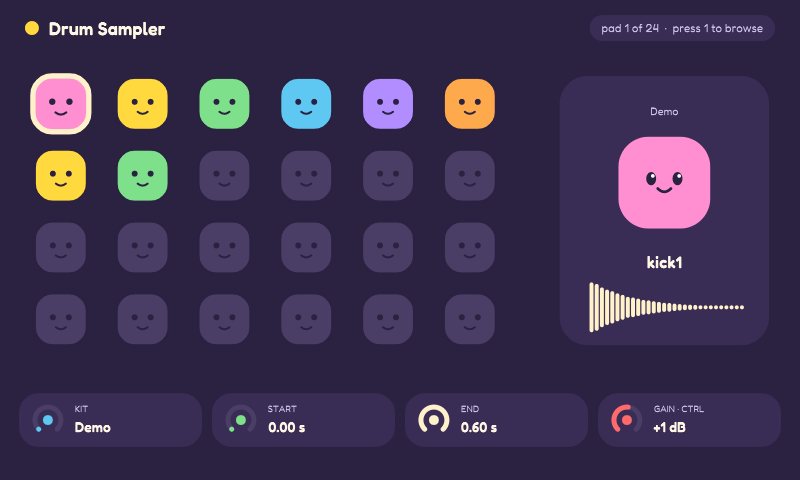 Drum Sampler
pad 1 of 24 · press 1 to browse
Demo
kick1
KIT
Demo
START
0.00 s
END
0.60 s
GAIN · CTRL
+1 dB